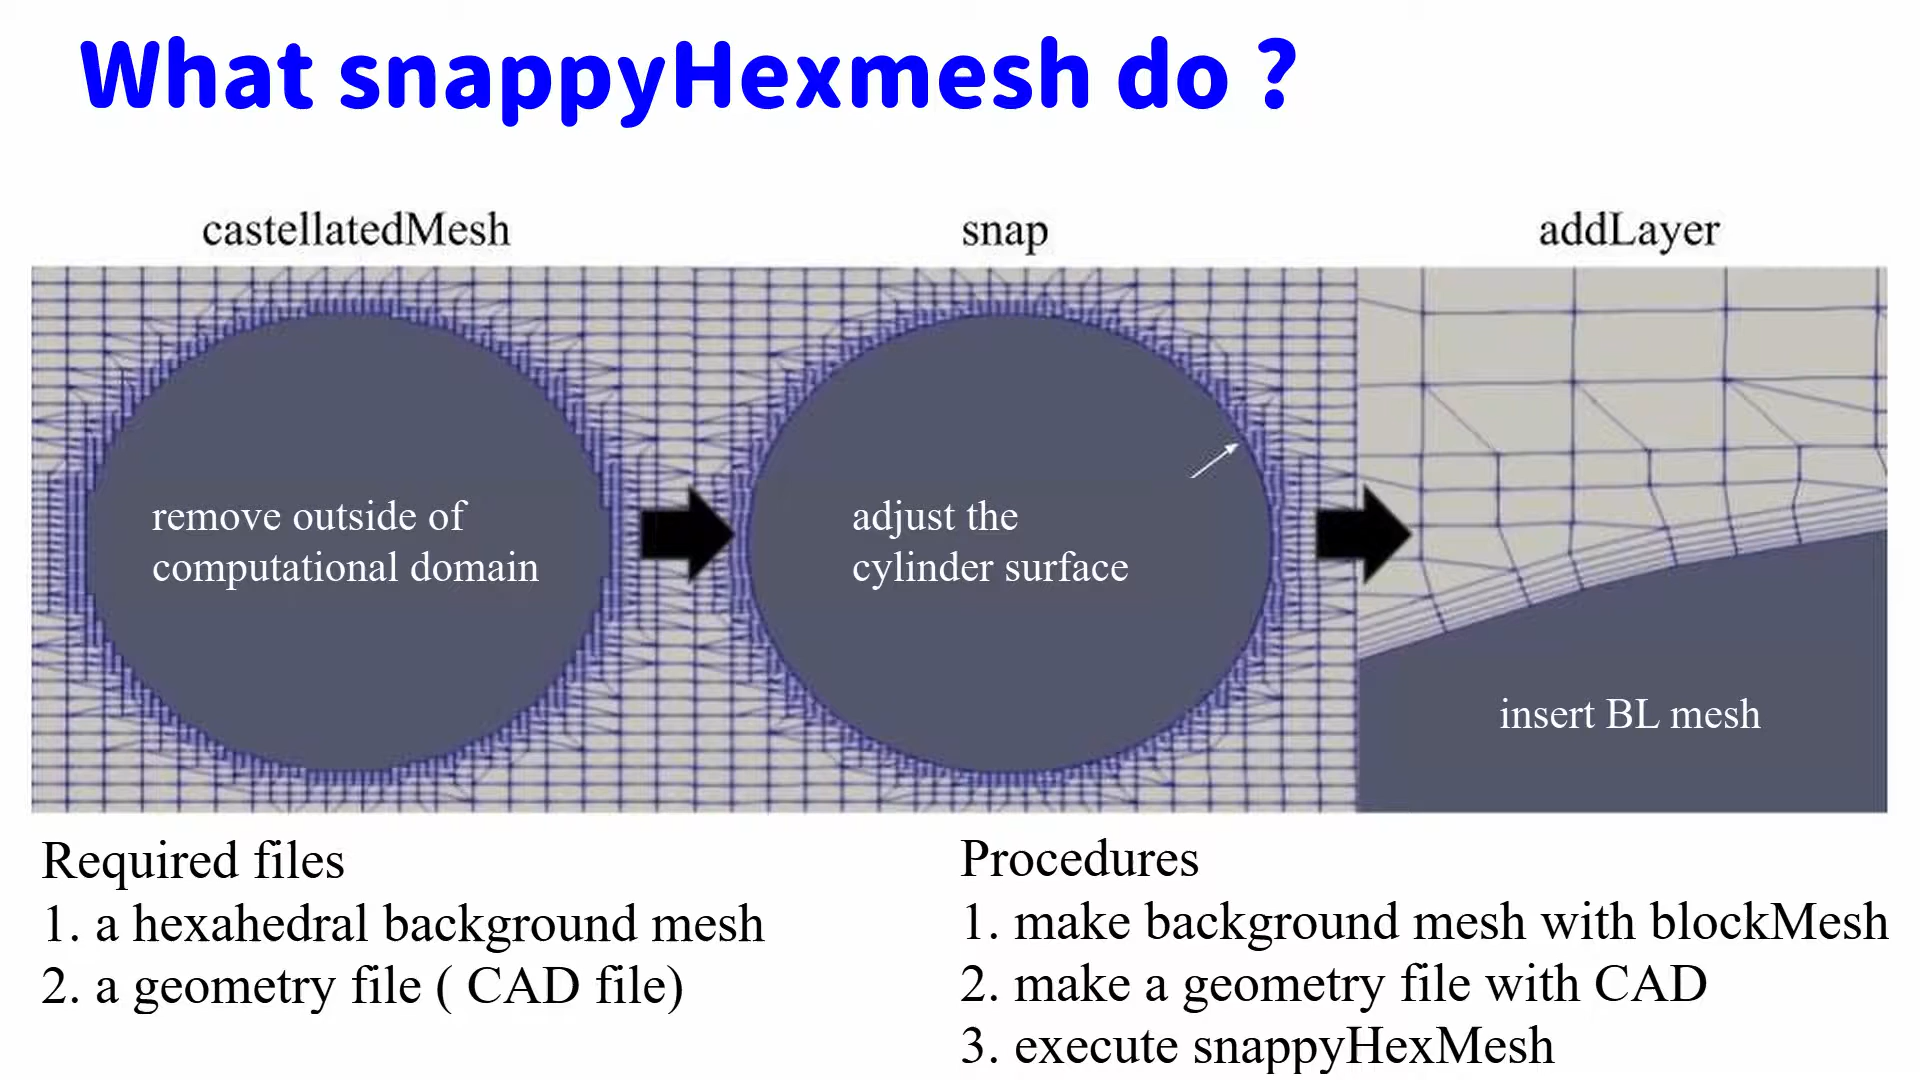 What snappyHexmesh do ?
castellatedMesh
snap
addLayer
remove outside of
computational domain
adjust the
cylinder surface
insert BL mesh
Required files
1. a hexahedral background mesh
2. a geometry file ( CAD file)
Procedures
1. make background mesh with blockMesh
2. make a geometry file with CAD
3. execute snappyHexMesh